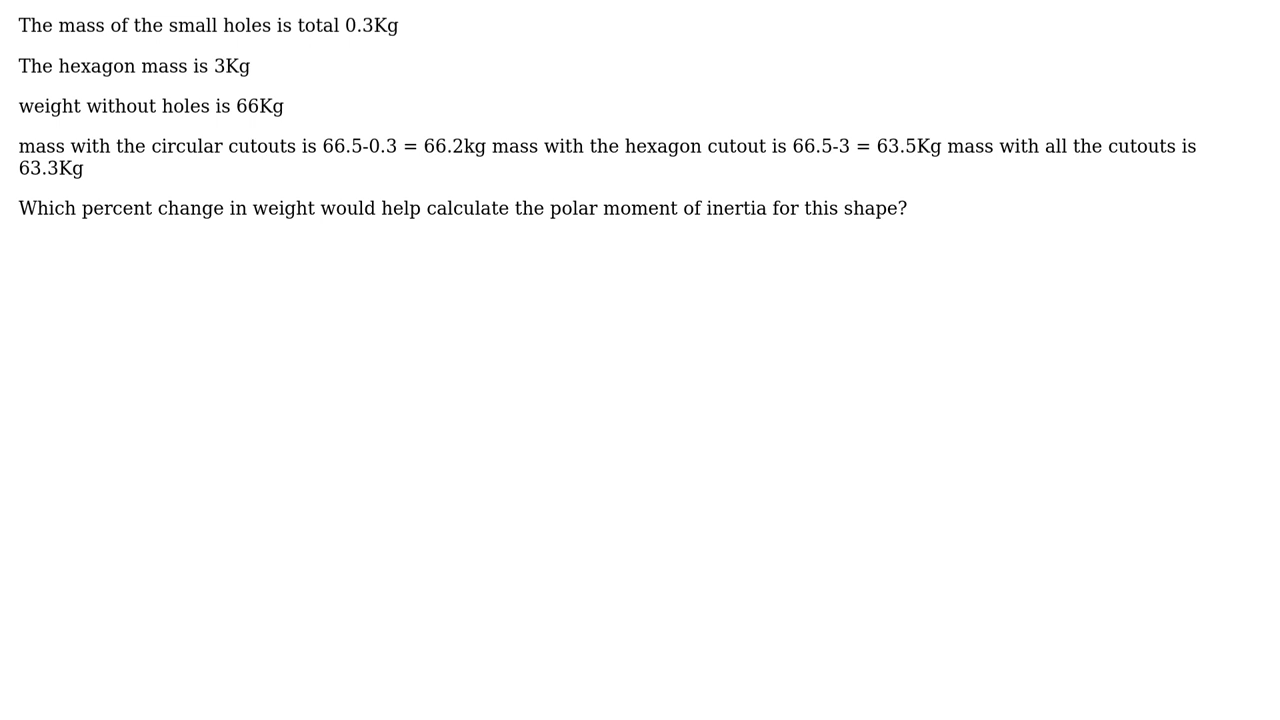 The mass of the small holes is total 0.3Kg
The hexagon mass is 3Kg
weight without holes is 66Kg
mass with the circular cutouts is 66.5-0.3 = 66.2kg mass with the hexagon cutout is 66.5-3 = 63.5Kg mass with all the cutouts is
63.3Kg
Which percent change in weight would help calculate the polar moment of inertia for this shape?